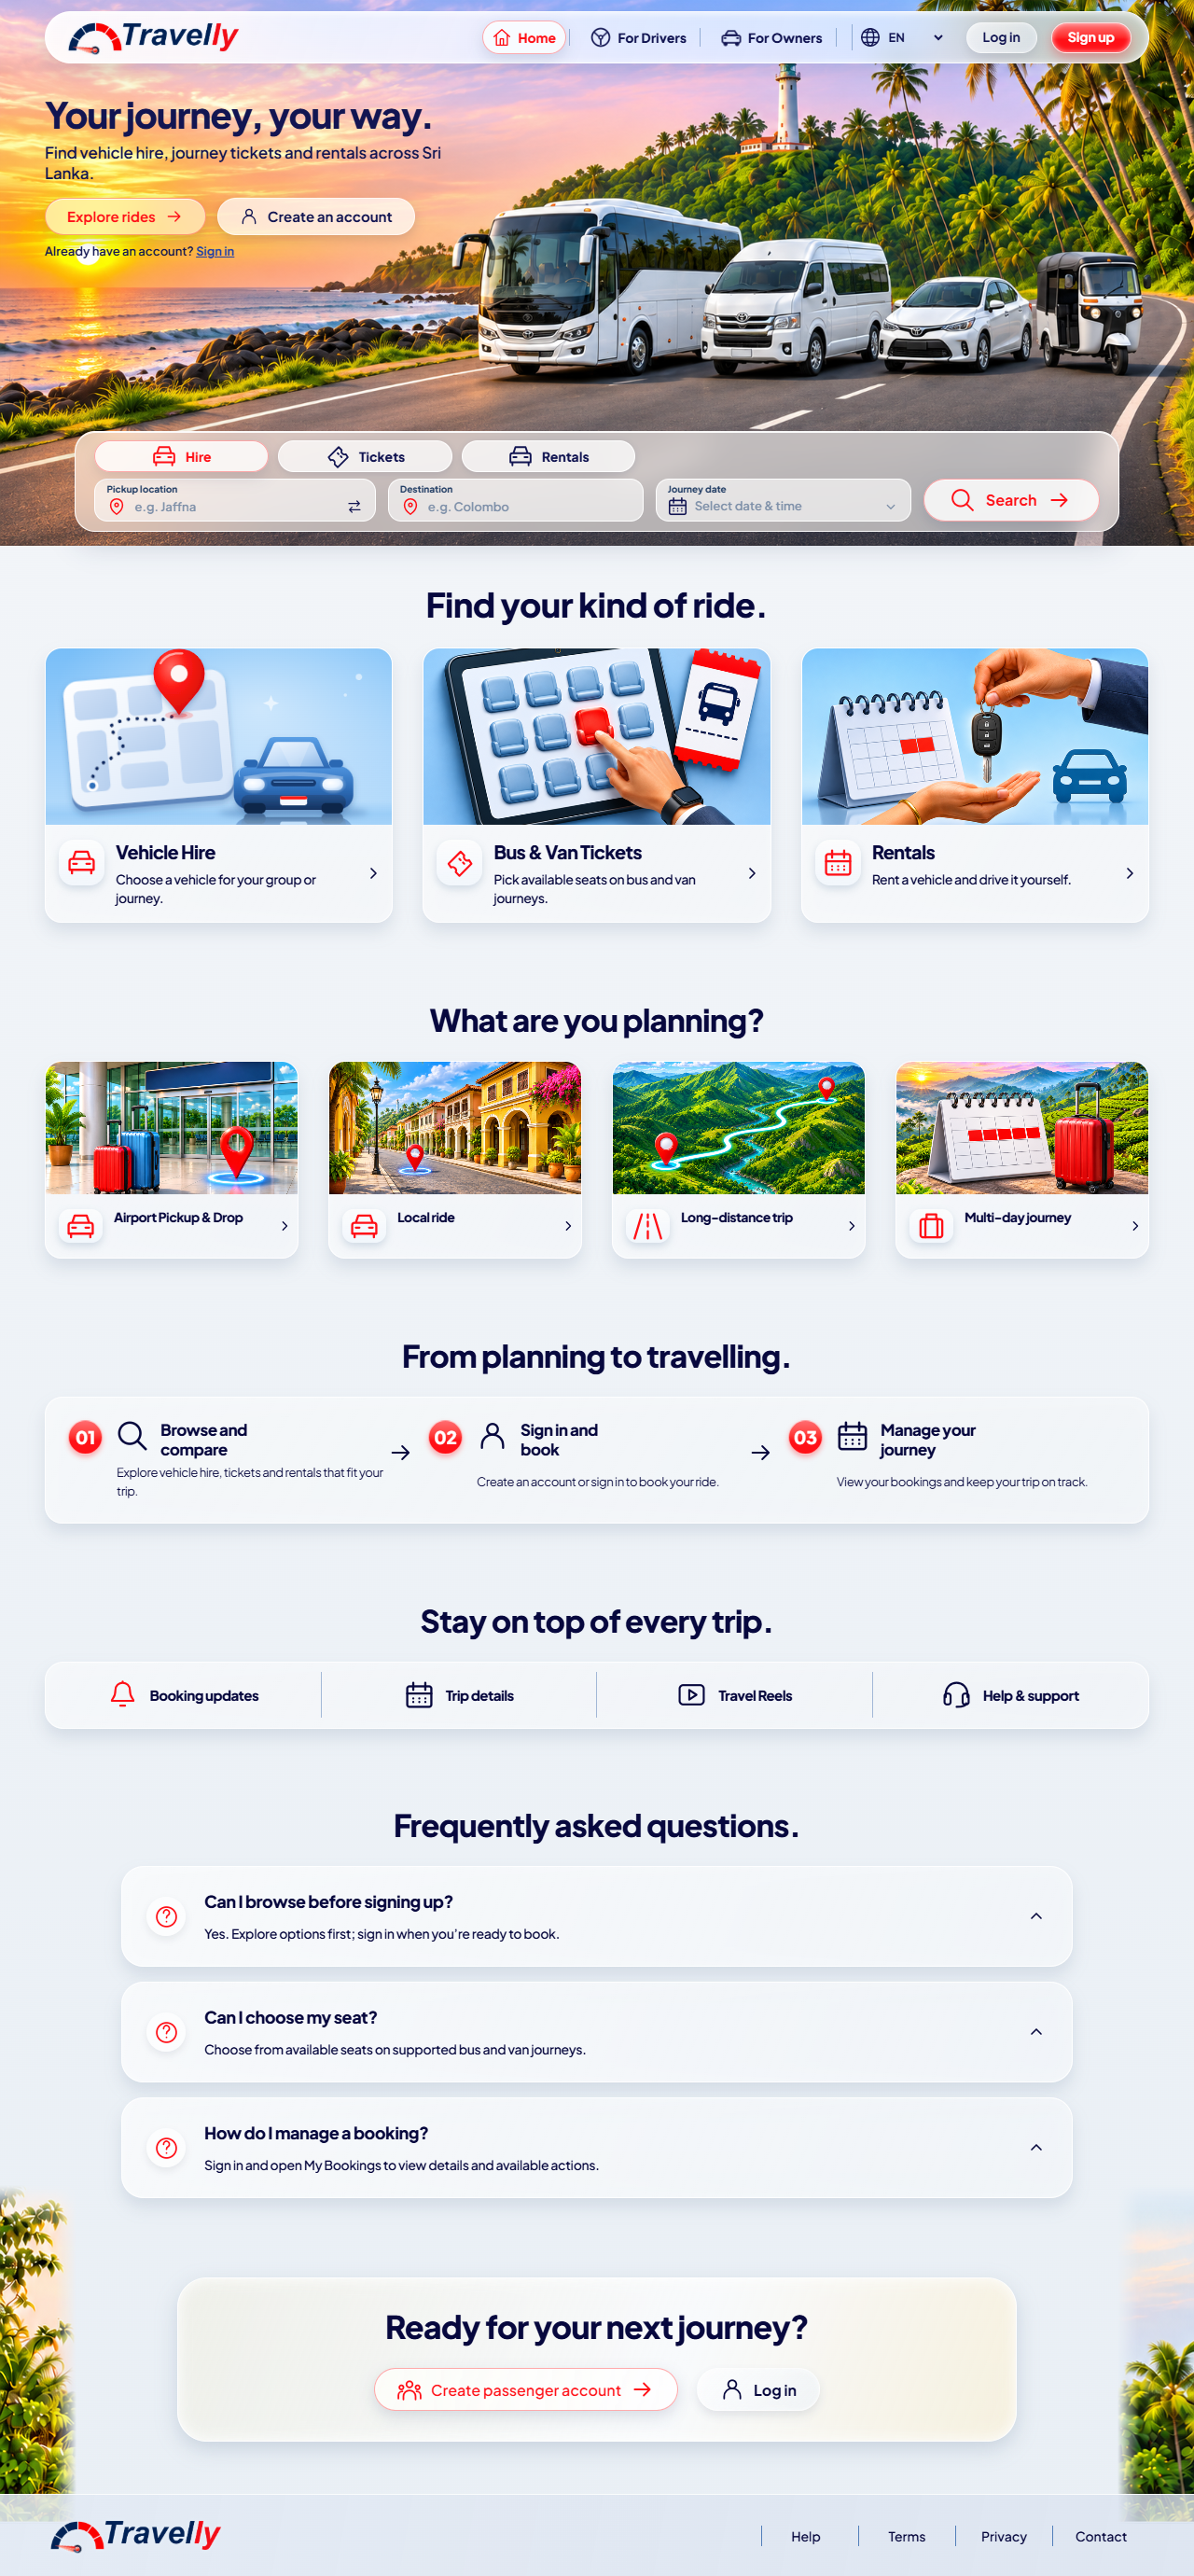 Travelly
Home
For Drivers
For Owners
EN
Log in
Sign up
Your journey, your way.
Find vehicle hire, journey tickets and rentals across Sri
Lanka.
Explore rides
Create an account
Already have an account? Sign in
Hire
Tickets
Rentals
Pickup location
e.g. Jaffna
Destination
e.g. Colombo
Journey date
Select date & time
Search
Find your kind of ride.
Vehicle Hire
Choose a vehicle for your group or
journey.
Bus & Van Tickets
Pick available seats on bus and van
journeys.
Rentals
Rent a vehicle and drive it yourself.
What are you planning?
Airport Pickup & Drop
Local ride
Long-distance trip
Multi-day journey
From planning to travelling.
01
Browse and
compare
Explore vehicle hire, tickets and rentals that fit your
trip.
02
Sign in and
book
Create an account or sign in to book your ride.
03
Manage your
journey
View your bookings and keep your trip on track.
Stay on top of every trip.
Booking updates
Trip details
Travel Reels
Help & support
Frequently asked questions.
Can I browse before signing up?
Yes. Explore options first; sign in when you're ready to book.
Can I choose my seat?
Choose from available seats on supported bus and van journeys.
How do I manage a booking?
Sign in and open My Bookings to view details and available actions.
Ready for your next journey?
Create passenger account
Log in
Travelly
Help
Terms
Privacy
Contact